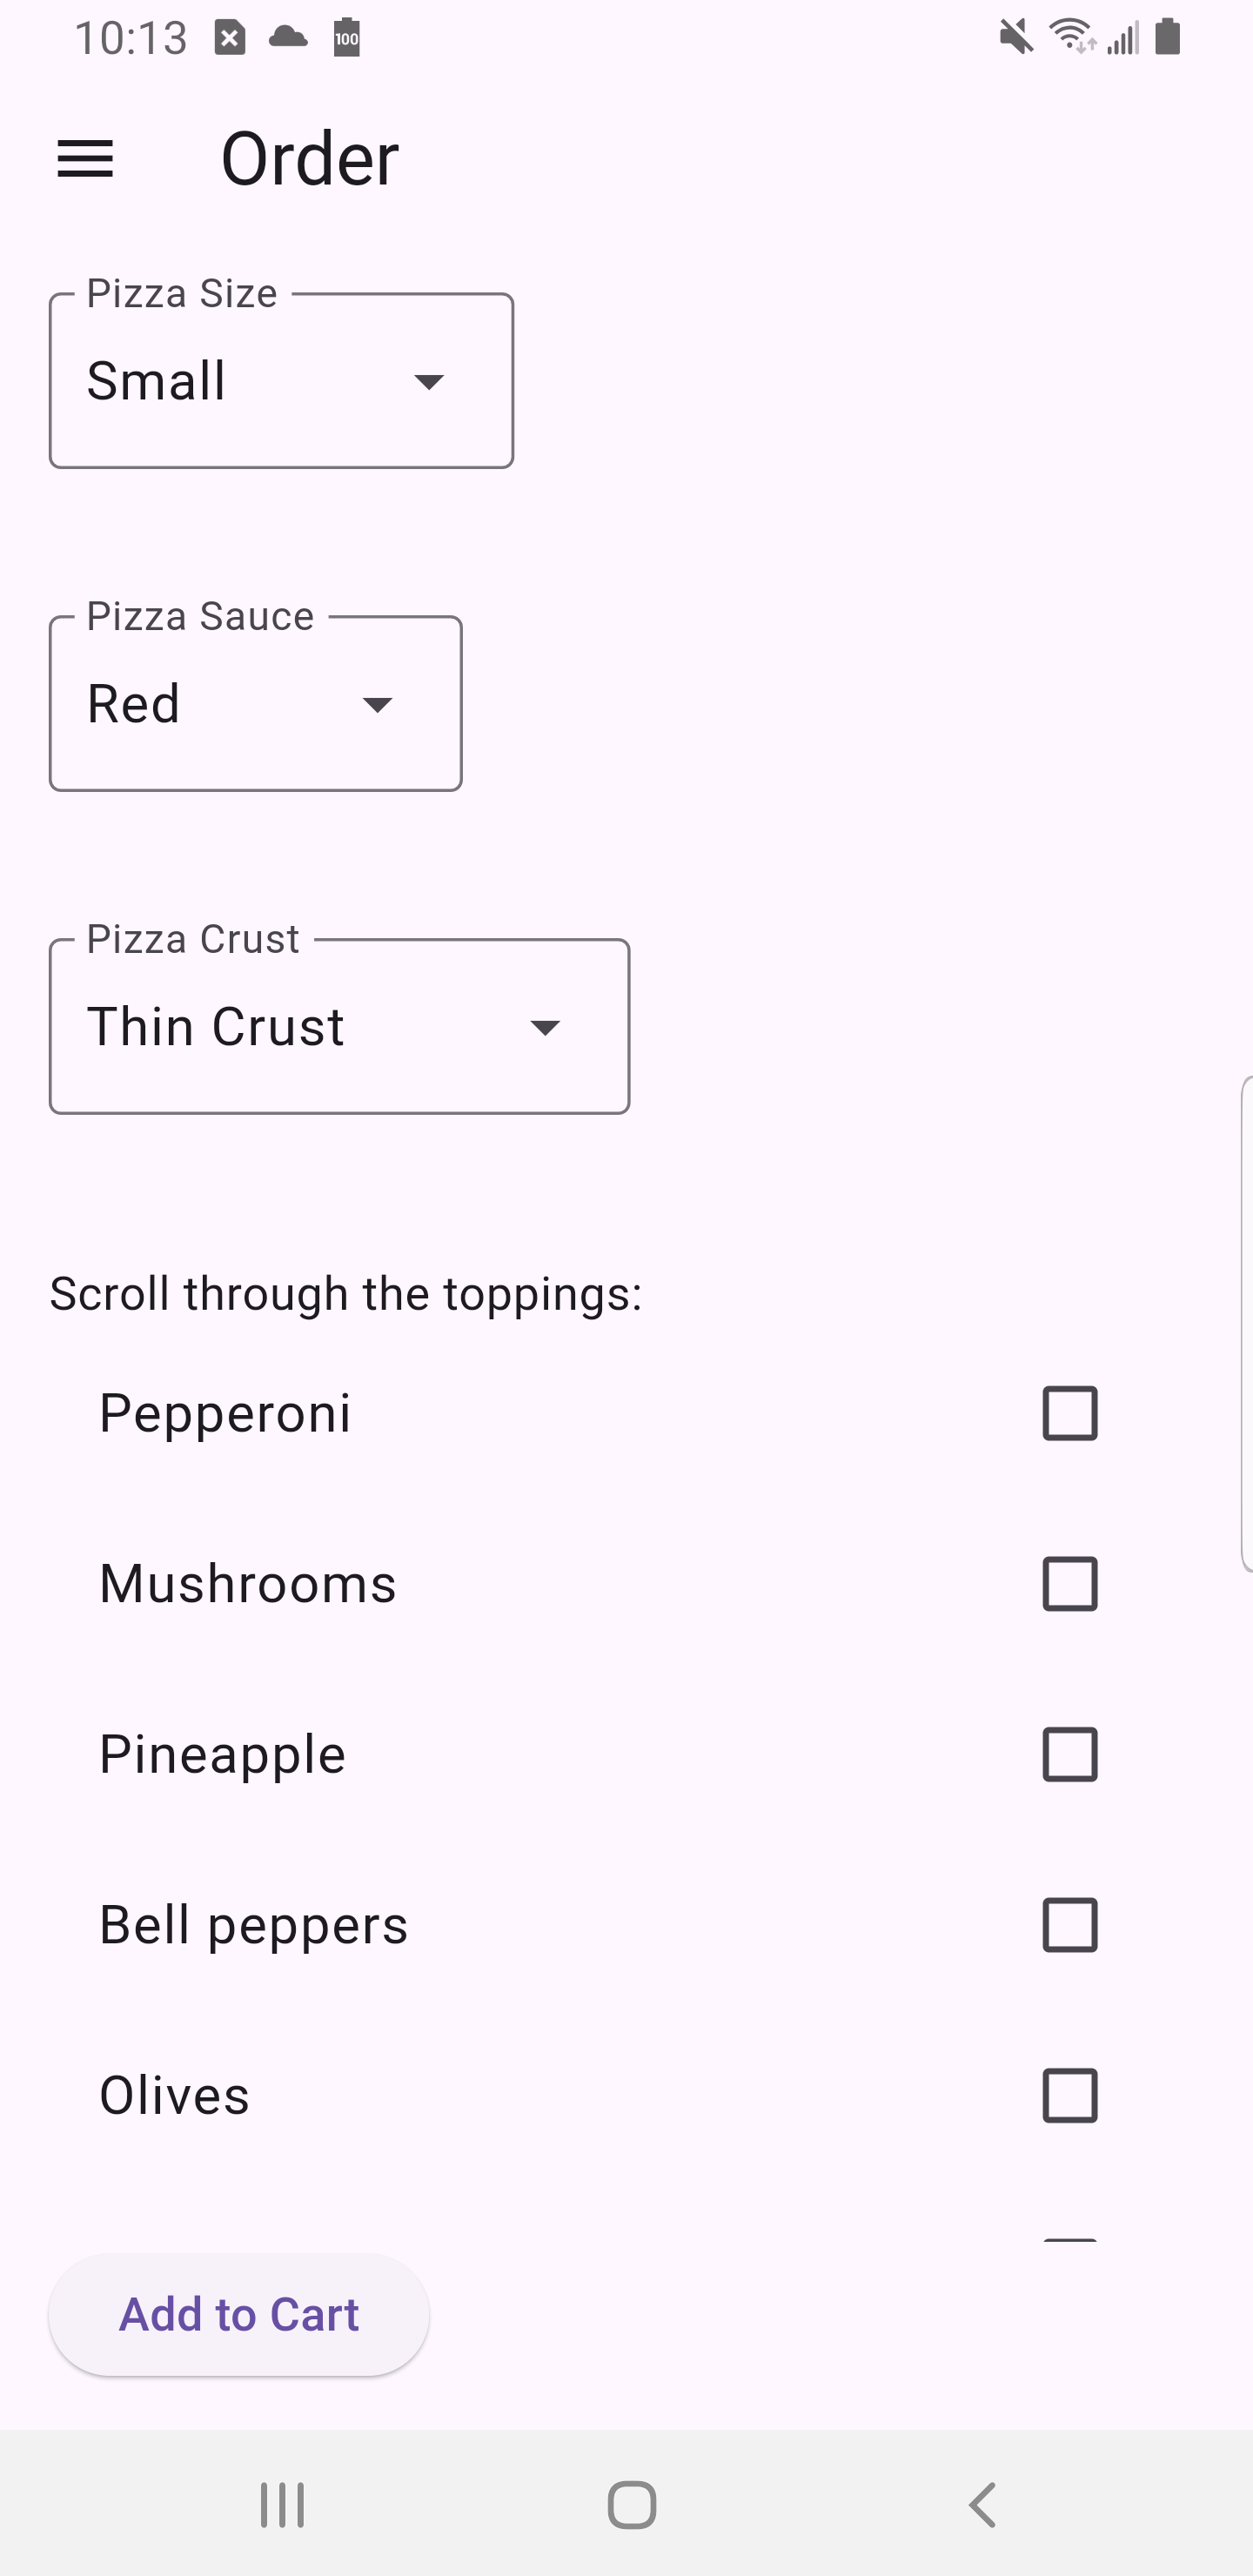 10:13
100
Order
Pizza Size
Small
Pizza Sauce
Red
Pizza Crust
Thin Crust
Scroll through the toppings:
Pepperoni
Mushrooms
Pineapple
Bell peppers
Olives
Add to Cart